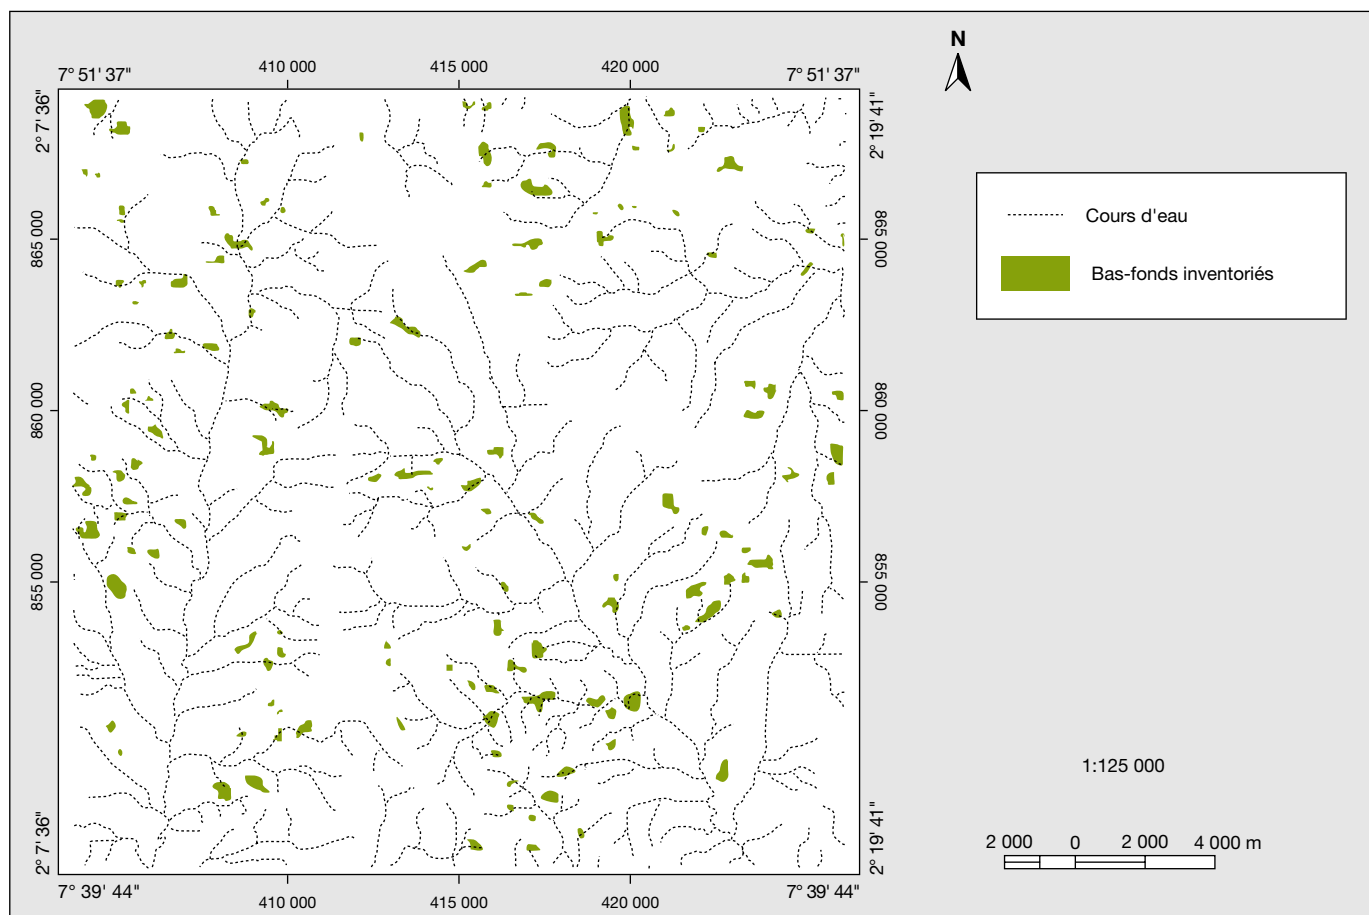 410 000 415 000 420 000
7° 51' 37" 7° 51' 37"
2° 7' 36" 2° 19' 41"
865 000 865 000
860 000 860 000
855 000 855 000
2° 7' 36" 2° 19' 41"
7° 39' 44" 7° 39' 44"
410 000 415 000 420 000
N
Cours d'eau
Bas-fonds inventoriés
1:125 000
2 000 0 2 000 4 000 m